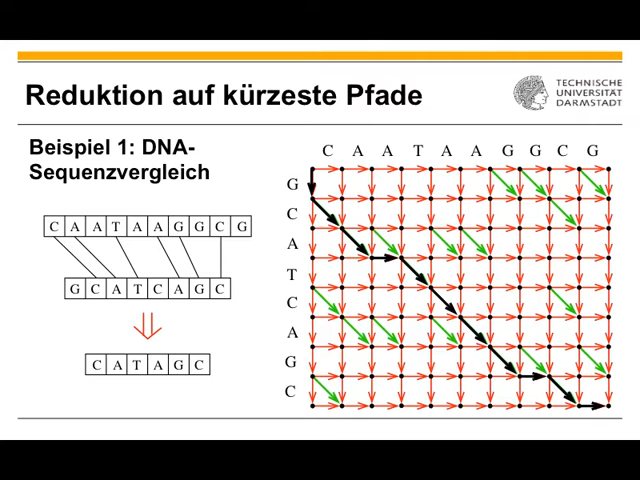 Reduktion auf kürzeste Pfade
TECHNISCHE
UNIVERSITÄT
DARMSTADT
Beispiel 1: DNA-
Sequenzvergleich
C A A T A A G G C G
G C A T C A G C
C A T A G C
C A A T A A G G C G
G
C
A
T
C
A
G
C